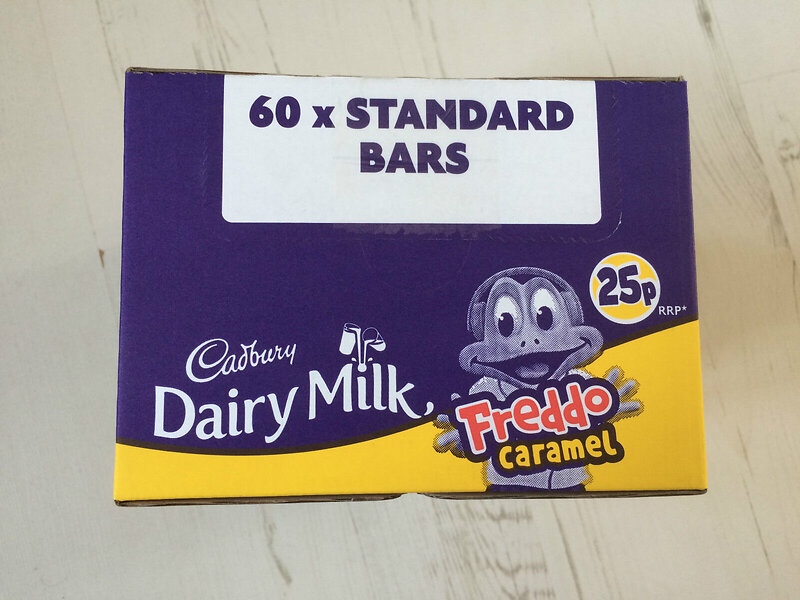 60 x STANDARD
BARS
25p
RRP*
Cadbury
Dairy Milk
Freddo
caramel